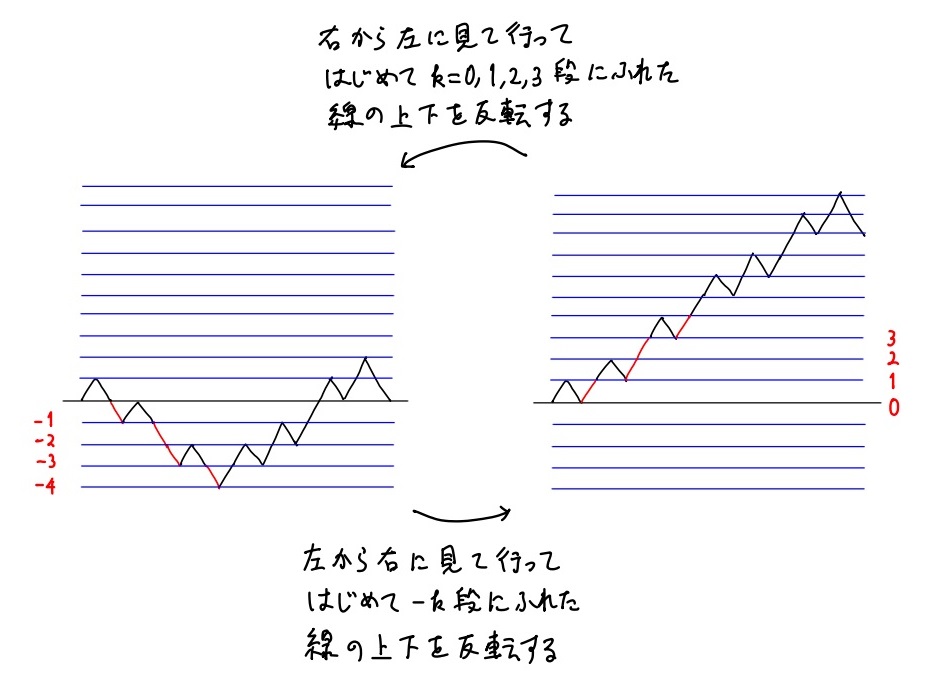 右から左に見て行って
はじめて k=0,1,2,3 段にふれた
線の上下を反転する
-1
-2
-3
-4
3
2
1
0
左から右に見て行って
はじめて -k 段にふれた
線の上下を反転する